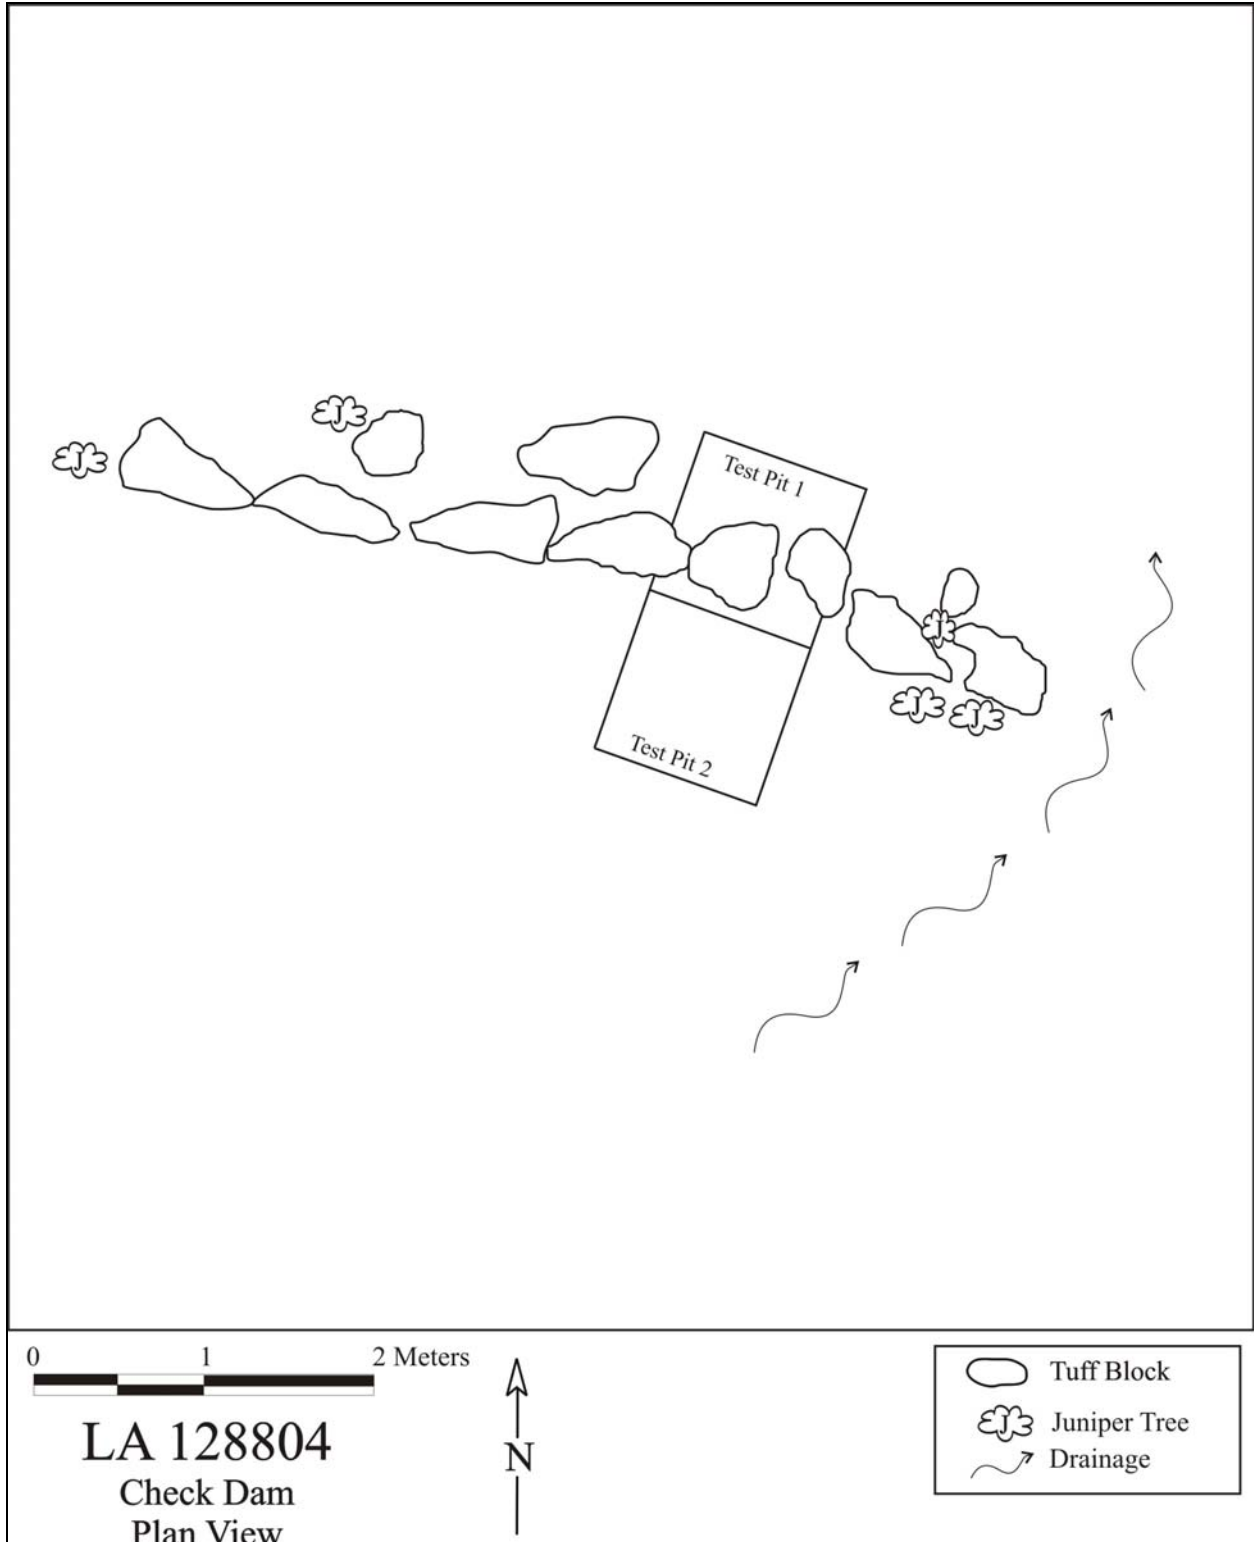 J
J
Test Pit 1
J
J
J
Test Pit 2
0 1 2 Meters
LA 128804
Check Dam
Plan View
N
Tuff Block
J Juniper Tree
Drainage